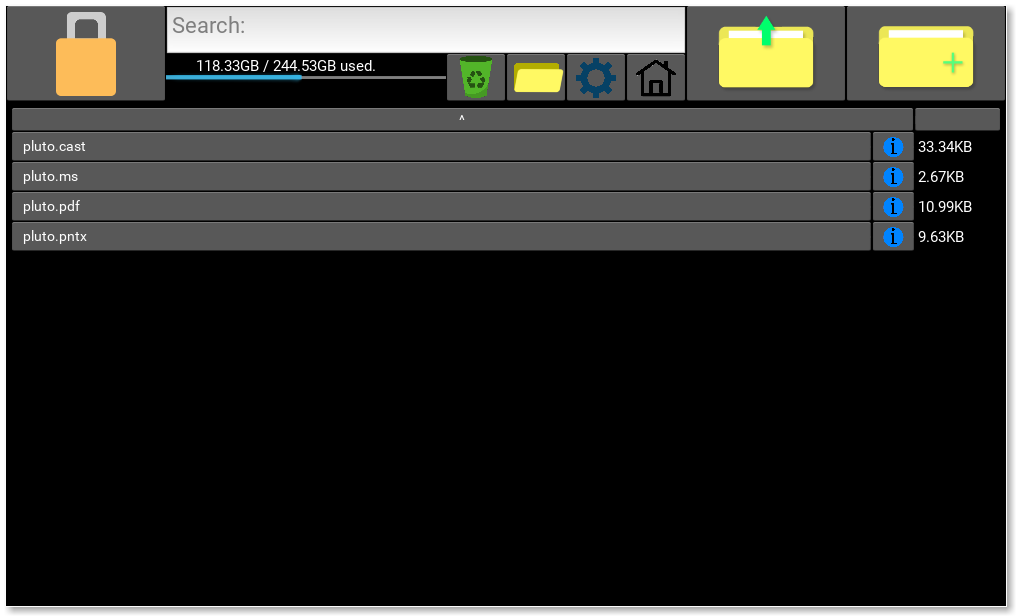 Search:
118.33GB / 244.53GB used.
^
pluto.cast i 33.34KB
pluto.ms i 2.67KB
pluto.pdf i 10.99KB
pluto.pntx i 9.63KB